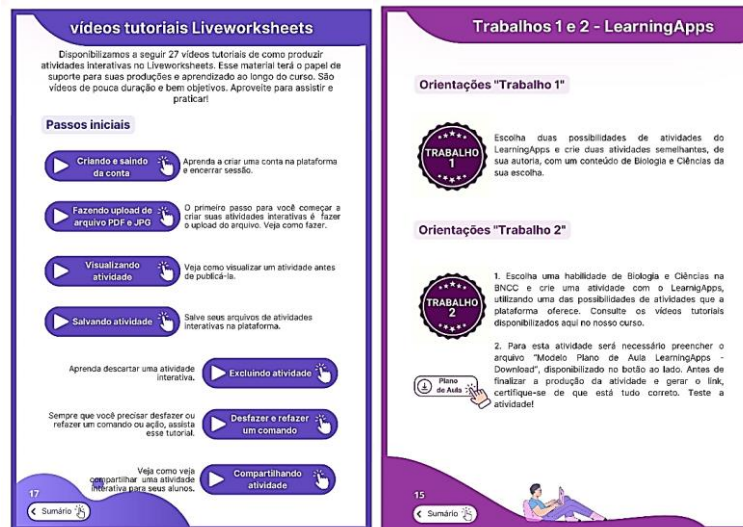 vídeos tutoriais Liveworksheets
Disponibilizamos a seguir 27 vídeos tutoriais de como produzir
atividades interativas no Liveworksheets. Esse material terá o papel de
suporte para suas produções e aprendizado ao longo do curso. São
vídeos de pouca duração e bem objetivos. Aproveite para assistir e
praticar!
Passos iniciais
Criando e saindo
da conta
Aprenda a criar uma conta na plataforma
e encerrar sessão.
Fazendo upload de
arquivo PDF e JPG
O primeiro passo para você começar a
criar suas atividades interativas é fazer
o upload do arquivo. Veja como fazer.
Visualizando
atividade
Veja como visualizar um atividade antes
de publicá-la.
Salvando atividade
Salve seus arquivos de atividades
interativas na plataforma.
Aprenda descartar uma atividade
interativa.
Excluindo atividade
Sempre que você precisar desfazer ou
refazer um comando ou ação, assista
esse tutorial.
Desfazer e refazer
um comando
Veja como veja
compartilhar uma atividade
interativa para seus alunos.
Compartilhando
atividade
17
Sumário
Trabalhos 1 e 2 - LearningApps
Orientações "Trabalho 1"
TRABALHO
1
Escolha duas possibilidades de atividades do
LearningApps e crie duas atividades semelhantes, de
sua autoria, com um conteúdo de Biologia e Ciências da
sua escolha.
Orientações "Trabalho 2"
TRABALHO
2
1. Escolha uma habilidade de Biologia e Ciências na
BNCC e crie uma atividade com o LearnigApps,
utilizando uma das possibilidades de atividades que a
plataforma oferece. Consulte os vídeos tutoriais
disponibilizados aqui no nosso curso.
2. Para esta atividade será necessário preencher o
arquivo "Modelo Plano de Aula LearningApps -
Download", disponibilizado no botão ao lado. Antes de
finalizar a produção da atividade e gerar o link,
certifique-se de que está tudo correto. Teste a
atividade!
Plano
de Aula
15
Sumário